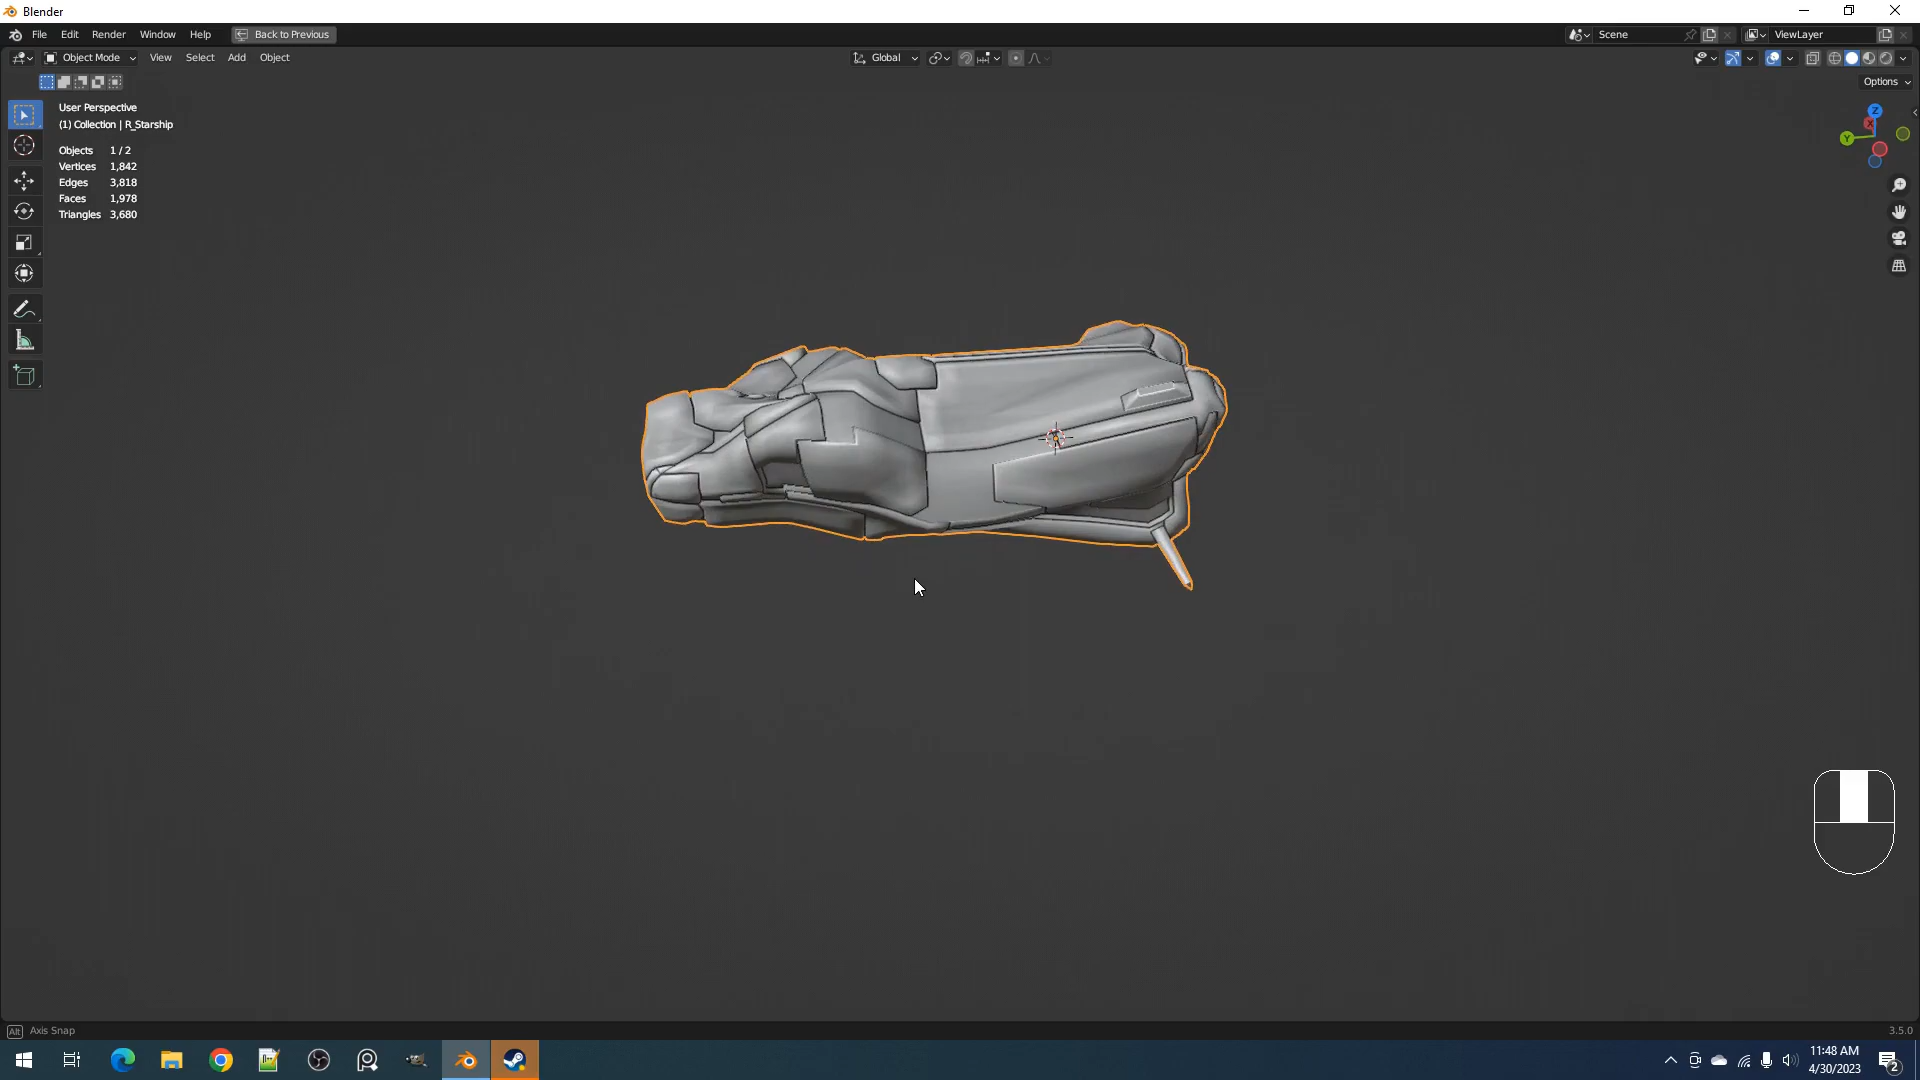 Blender
File Edit Render Window Help Back to Previous Scene ViewLayer
Object Mode View Select Add Object Global
Options
User Perspective
(1) Collection | R_Starship
Objects 1 / 2
Vertices 1,842
Edges 3,818
Faces 1,978
Triangles 3,680
Z
X
Y
Alt Axis Snap 3.5.0
11:48 AM
4/30/2023
2